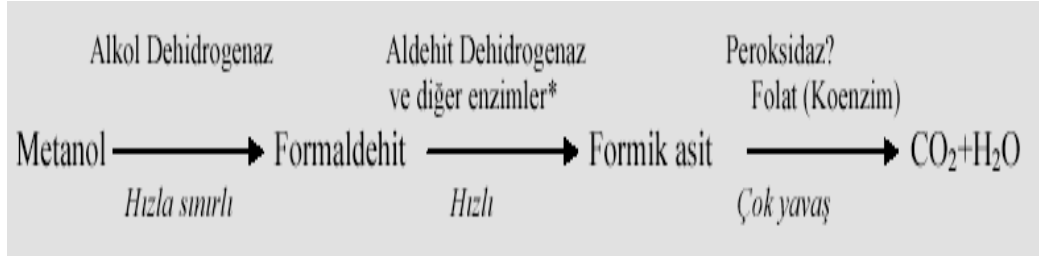 Alkol Dehidrogenaz
Aldehit Dehidrogenaz
ve diğer enzimler*
Peroksidaz?
Folat (Koenzim)
Metanol Formaldehit Formik asit CO₂+H₂O
Hızla sınırlı Hızlı Çok yavaş